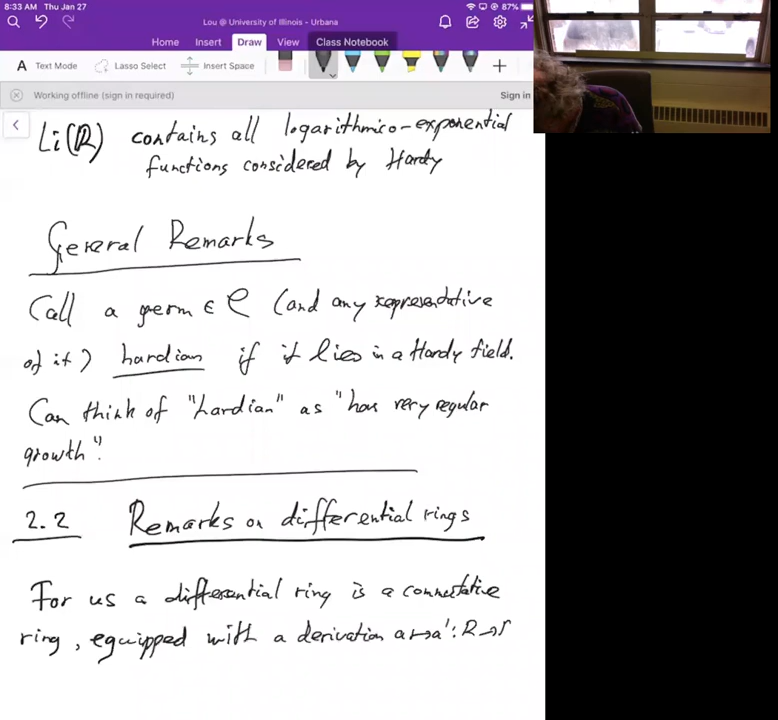 8:33 AM Thu Jan 27
87%
Lou @ University of Illinois - Urbana
Home Insert Draw View Class Notebook
A Text Mode Lasso Select Insert Space
Working offline (sign in required) Sign in
Li(R) contains all logarithmico-exponential
functions considered by Hardy
General Remarks
Call a germ ∈ C (and any representative
of it) hardian if it lies in a Hardy field.
Can think of "hardian" as "has very regular
growth".
2.2 Remarks on differential rings
For us a differential ring is a commutative
ring, equipped with a derivation a↦a': R→